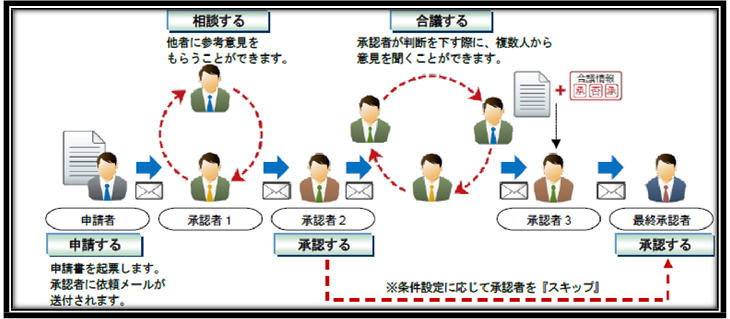 相談する
他者に参考意見を
もらうことができます。
合議する
承認者が判断を下す際に、複数人から
意見を聞くことができます。
合議情報
承 否 承
申請者
承認者1
承認者2
承認者3
最終承認者
申請する
承認する
承認する
申請書を起票します。
承認者に依頼メールが
送付されます。
※条件設定に応じて承認者を『スキップ』